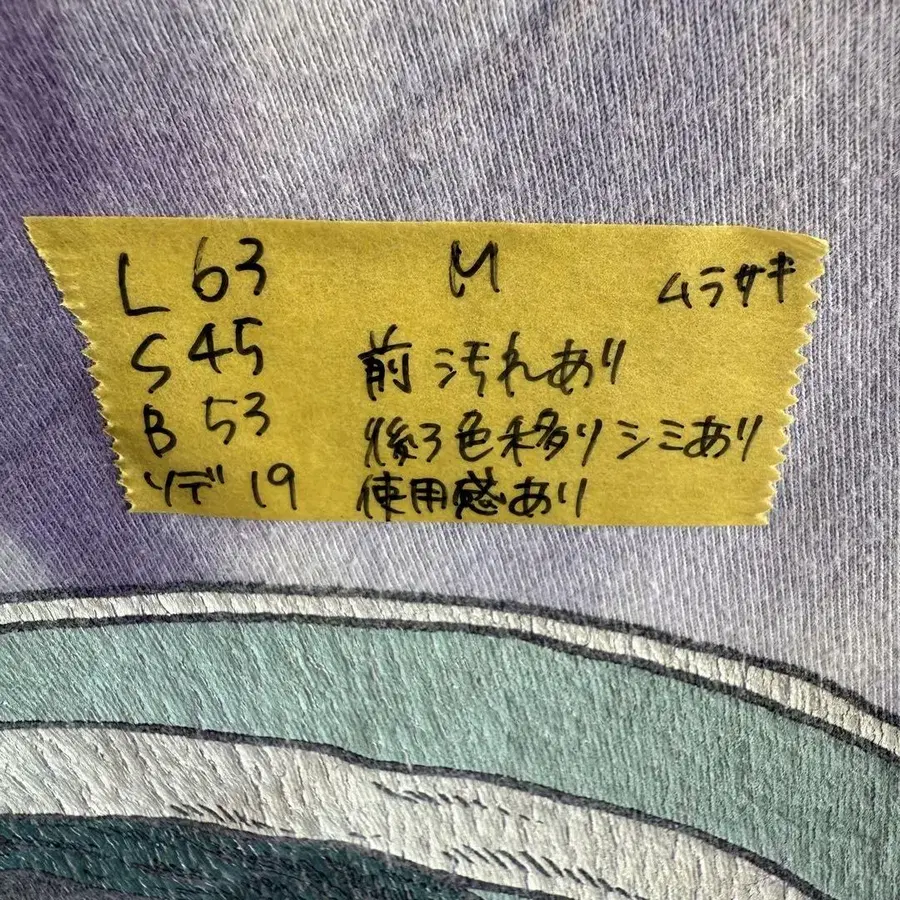 L 63 M ムラサキ
S 45 前 汚れあり
B 53 後ろ色移り シミあり
ソデ 19 使用感あり